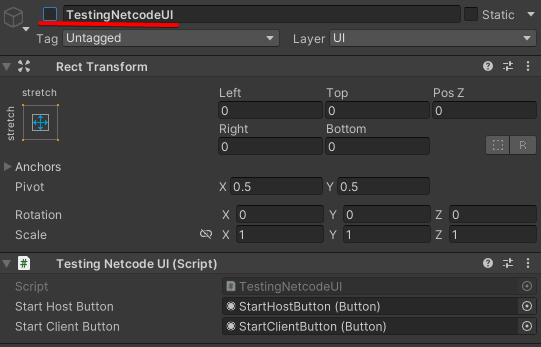 TestingNetcodeUI Static
Tag Untagged Layer UI
Rect Transform
stretch Left Top Pos Z
stretch 0 0 0
Right Bottom
0 0 R
Anchors
Pivot X 0.5 Y 0.5
Rotation X 0 Y 0 Z 0
Scale X 1 Y 1 Z 1
# Testing Netcode UI (Script)
Script # TestingNetcodeUI
Start Host Button StartHostButton (Button)
Start Client Button StartClientButton (Button)